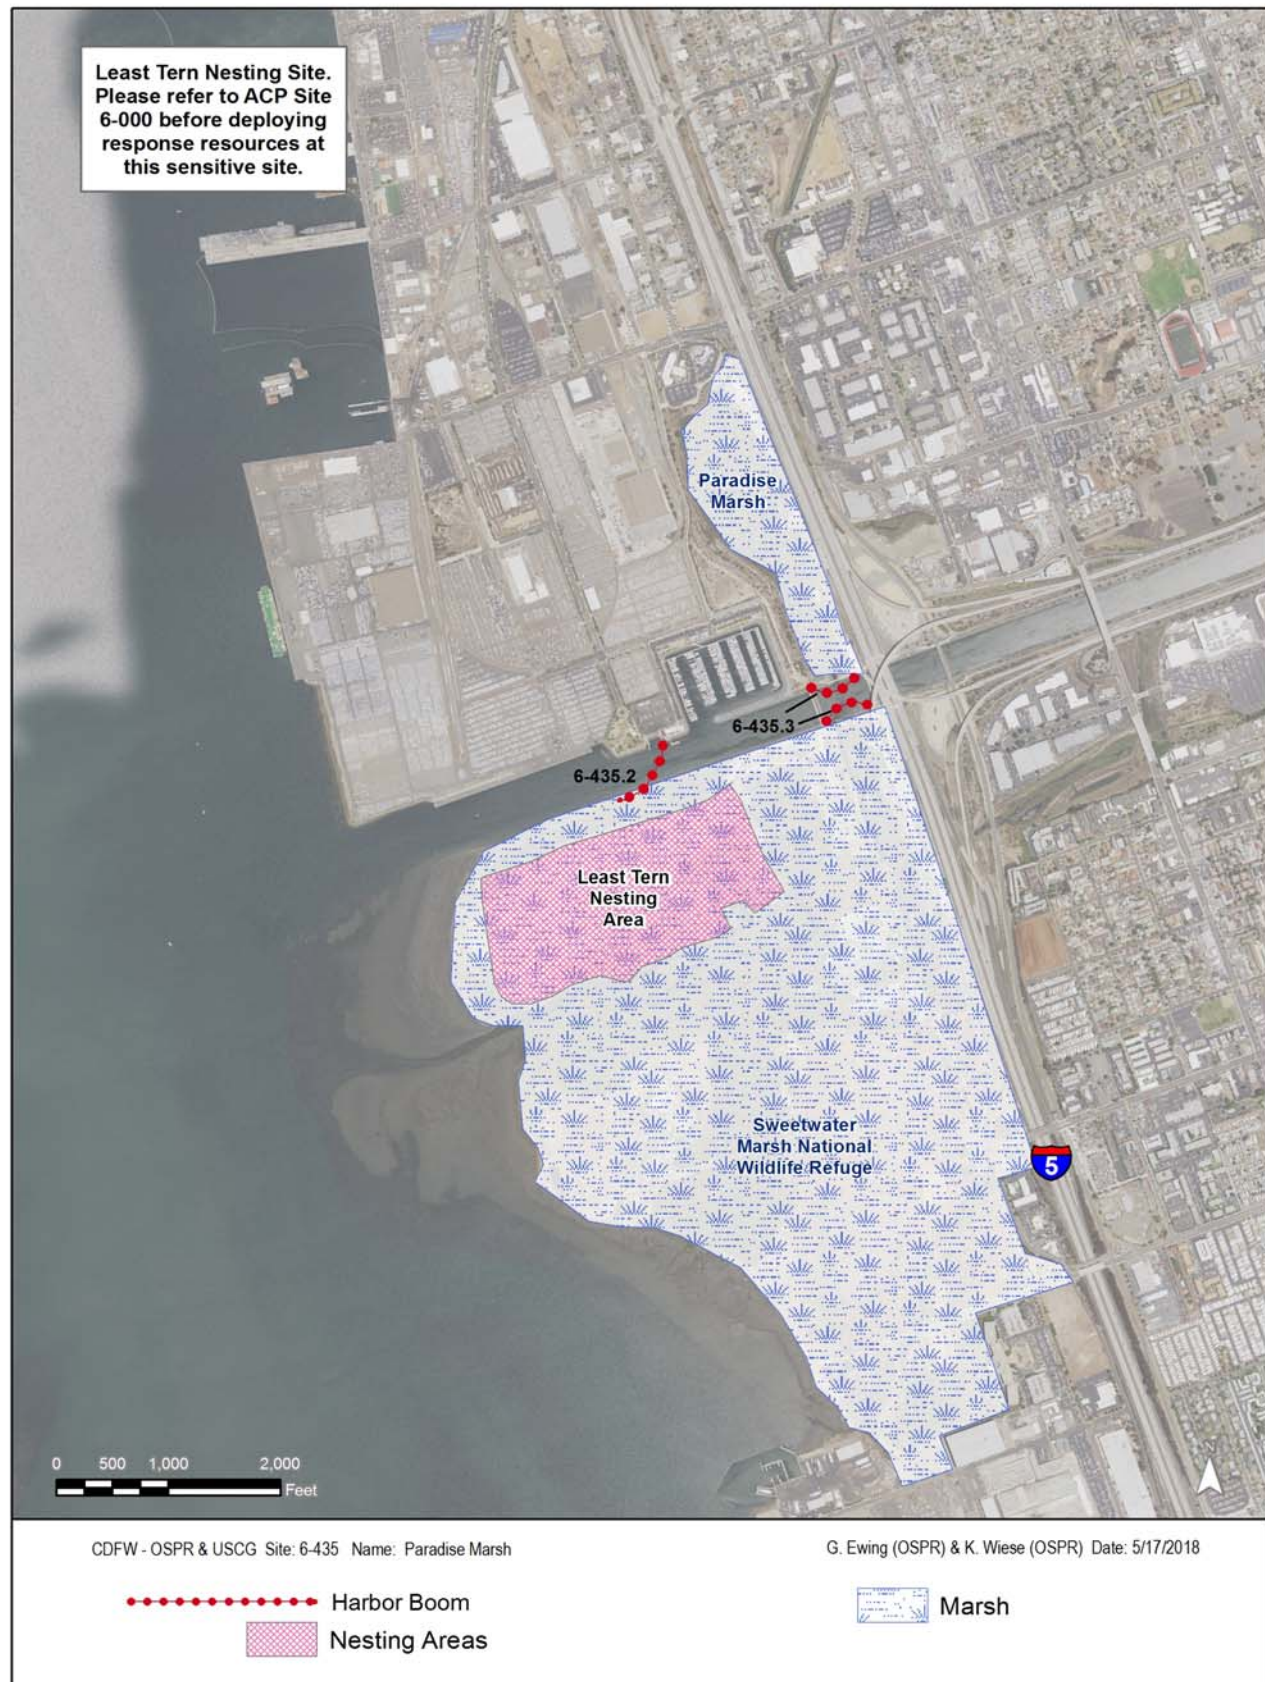 Least Tern Nesting Site.
Please refer to ACP Site
6-000 before deploying
response resources at
this sensitive site.
Paradise
Marsh
6-435.3
6-435.2
Least Tern
Nesting
Area
Sweetwater
Marsh National
Wildlife Refuge
5
0 500 1,000 2,000
Feet
N
CDFW - OSPR & USCG Site: 6-435 Name: Paradise Marsh
G. Ewing (OSPR) & K. Wiese (OSPR) Date: 5/17/2018
Harbor Boom
Nesting Areas
Marsh